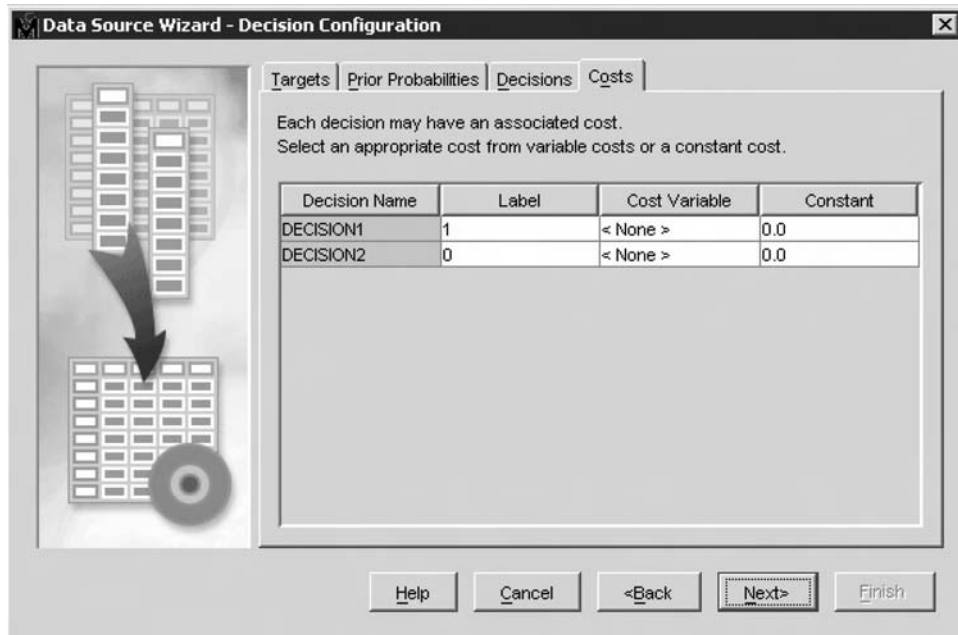 Data Source Wizard - Decision Configuration
Targets Prior Probabilities Decisions Costs
Each decision may have an associated cost.
Select an appropriate cost from variable costs or a constant cost.
Decision Name Label Cost Variable Constant
DECISION1 1 < None > 0.0
DECISION2 0 < None > 0.0
Help Cancel <Back Next> Finish